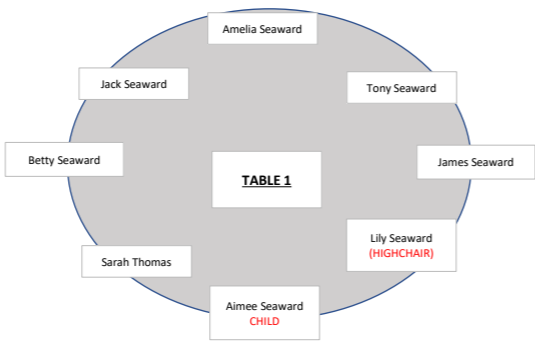 Amelia Seaward
Jack Seaward
Tony Seaward
Betty Seaward
TABLE 1
James Seaward
Lily Seaward
(HIGHCHAIR)
Sarah Thomas
Aimee Seaward
CHILD